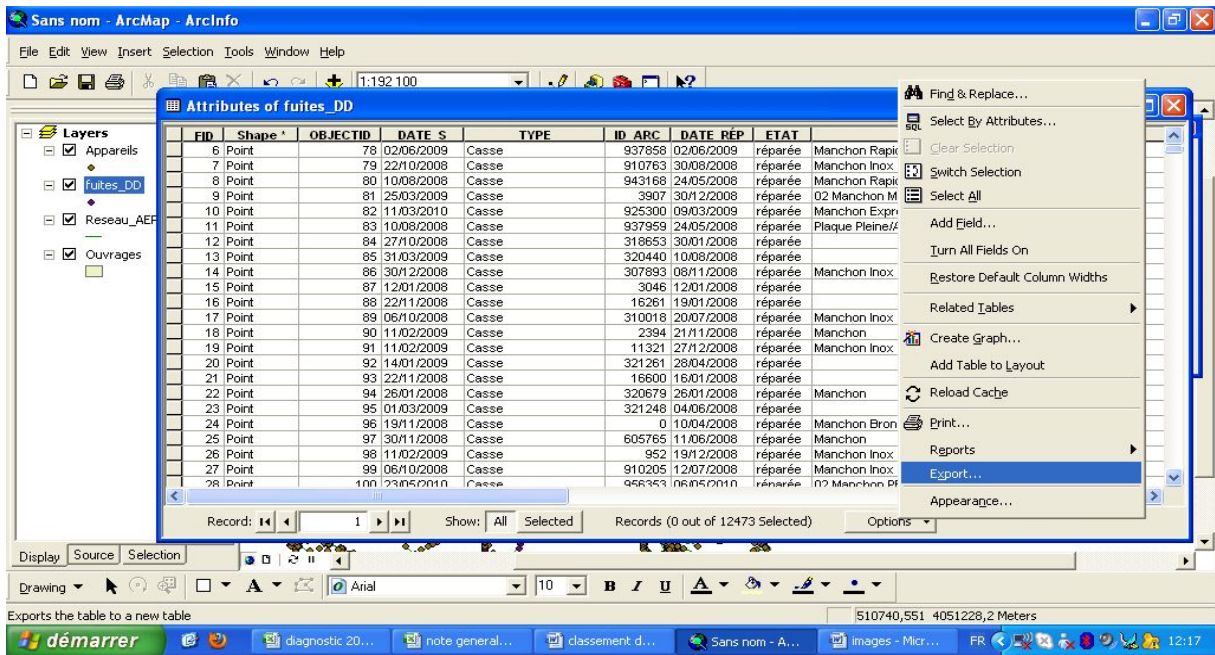 Sans nom - ArcMap - ArcInfo
File Edit View Insert Selection Tools Window Help
1:192 100
Attributes of fuites_DD
Layers
Appareils
fuites_DD
Reseau_AEP
Ouvrages
FID Shape * OBJECTID DATE_S TYPE ID_ARC DATE_RÉP ETAT
6 Point 78 02/06/2009 Casse 937858 02/06/2009 réparée Manchon Rapid
7 Point 79 22/10/2008 Casse 910763 30/08/2008 réparée Manchon Inox
8 Point 80 10/08/2008 Casse 943168 24/05/2008 réparée Manchon Rapid
9 Point 81 25/03/2009 Casse 3907 30/12/2008 réparée 02 Manchon M
10 Point 82 11/03/2010 Casse 925300 09/03/2009 réparée Manchon Expre
11 Point 83 10/08/2008 Casse 937959 24/05/2008 réparée Plaque Pleine/A
12 Point 84 27/10/2008 Casse 318653 30/01/2008 réparée
13 Point 85 31/03/2009 Casse 320440 10/08/2008 réparée
14 Point 86 30/12/2008 Casse 307893 08/11/2008 réparée Manchon Inox
15 Point 87 12/01/2008 Casse 3046 12/01/2008 réparée
16 Point 88 22/11/2008 Casse 16261 19/01/2008 réparée
17 Point 89 06/10/2008 Casse 310018 20/07/2008 réparée Manchon Inox
18 Point 90 11/02/2009 Casse 2394 21/11/2008 réparée Manchon
19 Point 91 11/02/2009 Casse 11321 27/12/2008 réparée Manchon Inox
20 Point 92 14/01/2009 Casse 321261 28/04/2008 réparée
21 Point 93 22/11/2008 Casse 16600 16/01/2008 réparée
22 Point 94 26/01/2008 Casse 320679 26/01/2008 réparée Manchon
23 Point 95 01/03/2009 Casse 321248 04/06/2008 réparée
24 Point 96 19/11/2008 Casse 0 10/04/2008 réparée Manchon Bron
25 Point 97 30/11/2008 Casse 605765 11/06/2008 réparée Manchon
26 Point 98 11/02/2009 Casse 952 19/12/2008 réparée Manchon Inox
27 Point 99 06/10/2008 Casse 910205 12/07/2008 réparée Manchon Inox
28 Point 100 23/05/2010 Casse 956353 06/05/2010 réparée 02 Manchon
Record: 1 Show: All Selected Records (0 out of 12473 Selected) Options
Find & Replace...
SQL Select By Attributes...
Clear Selection
Switch Selection
Select All
Add Field...
Turn All Fields On
Restore Default Column Widths
Related Tables
Create Graph...
Add Table to Layout
Reload Cache
Print...
Reports
Export...
Appearance...
Display Source Selection
Drawing A Arial 10 B I U A
Exports the table to a new table
510740,551 4051228,2 Meters
démarrer diagnostic 20... note general... classement d... Sans nom - A... images - Micr... FR 12:17